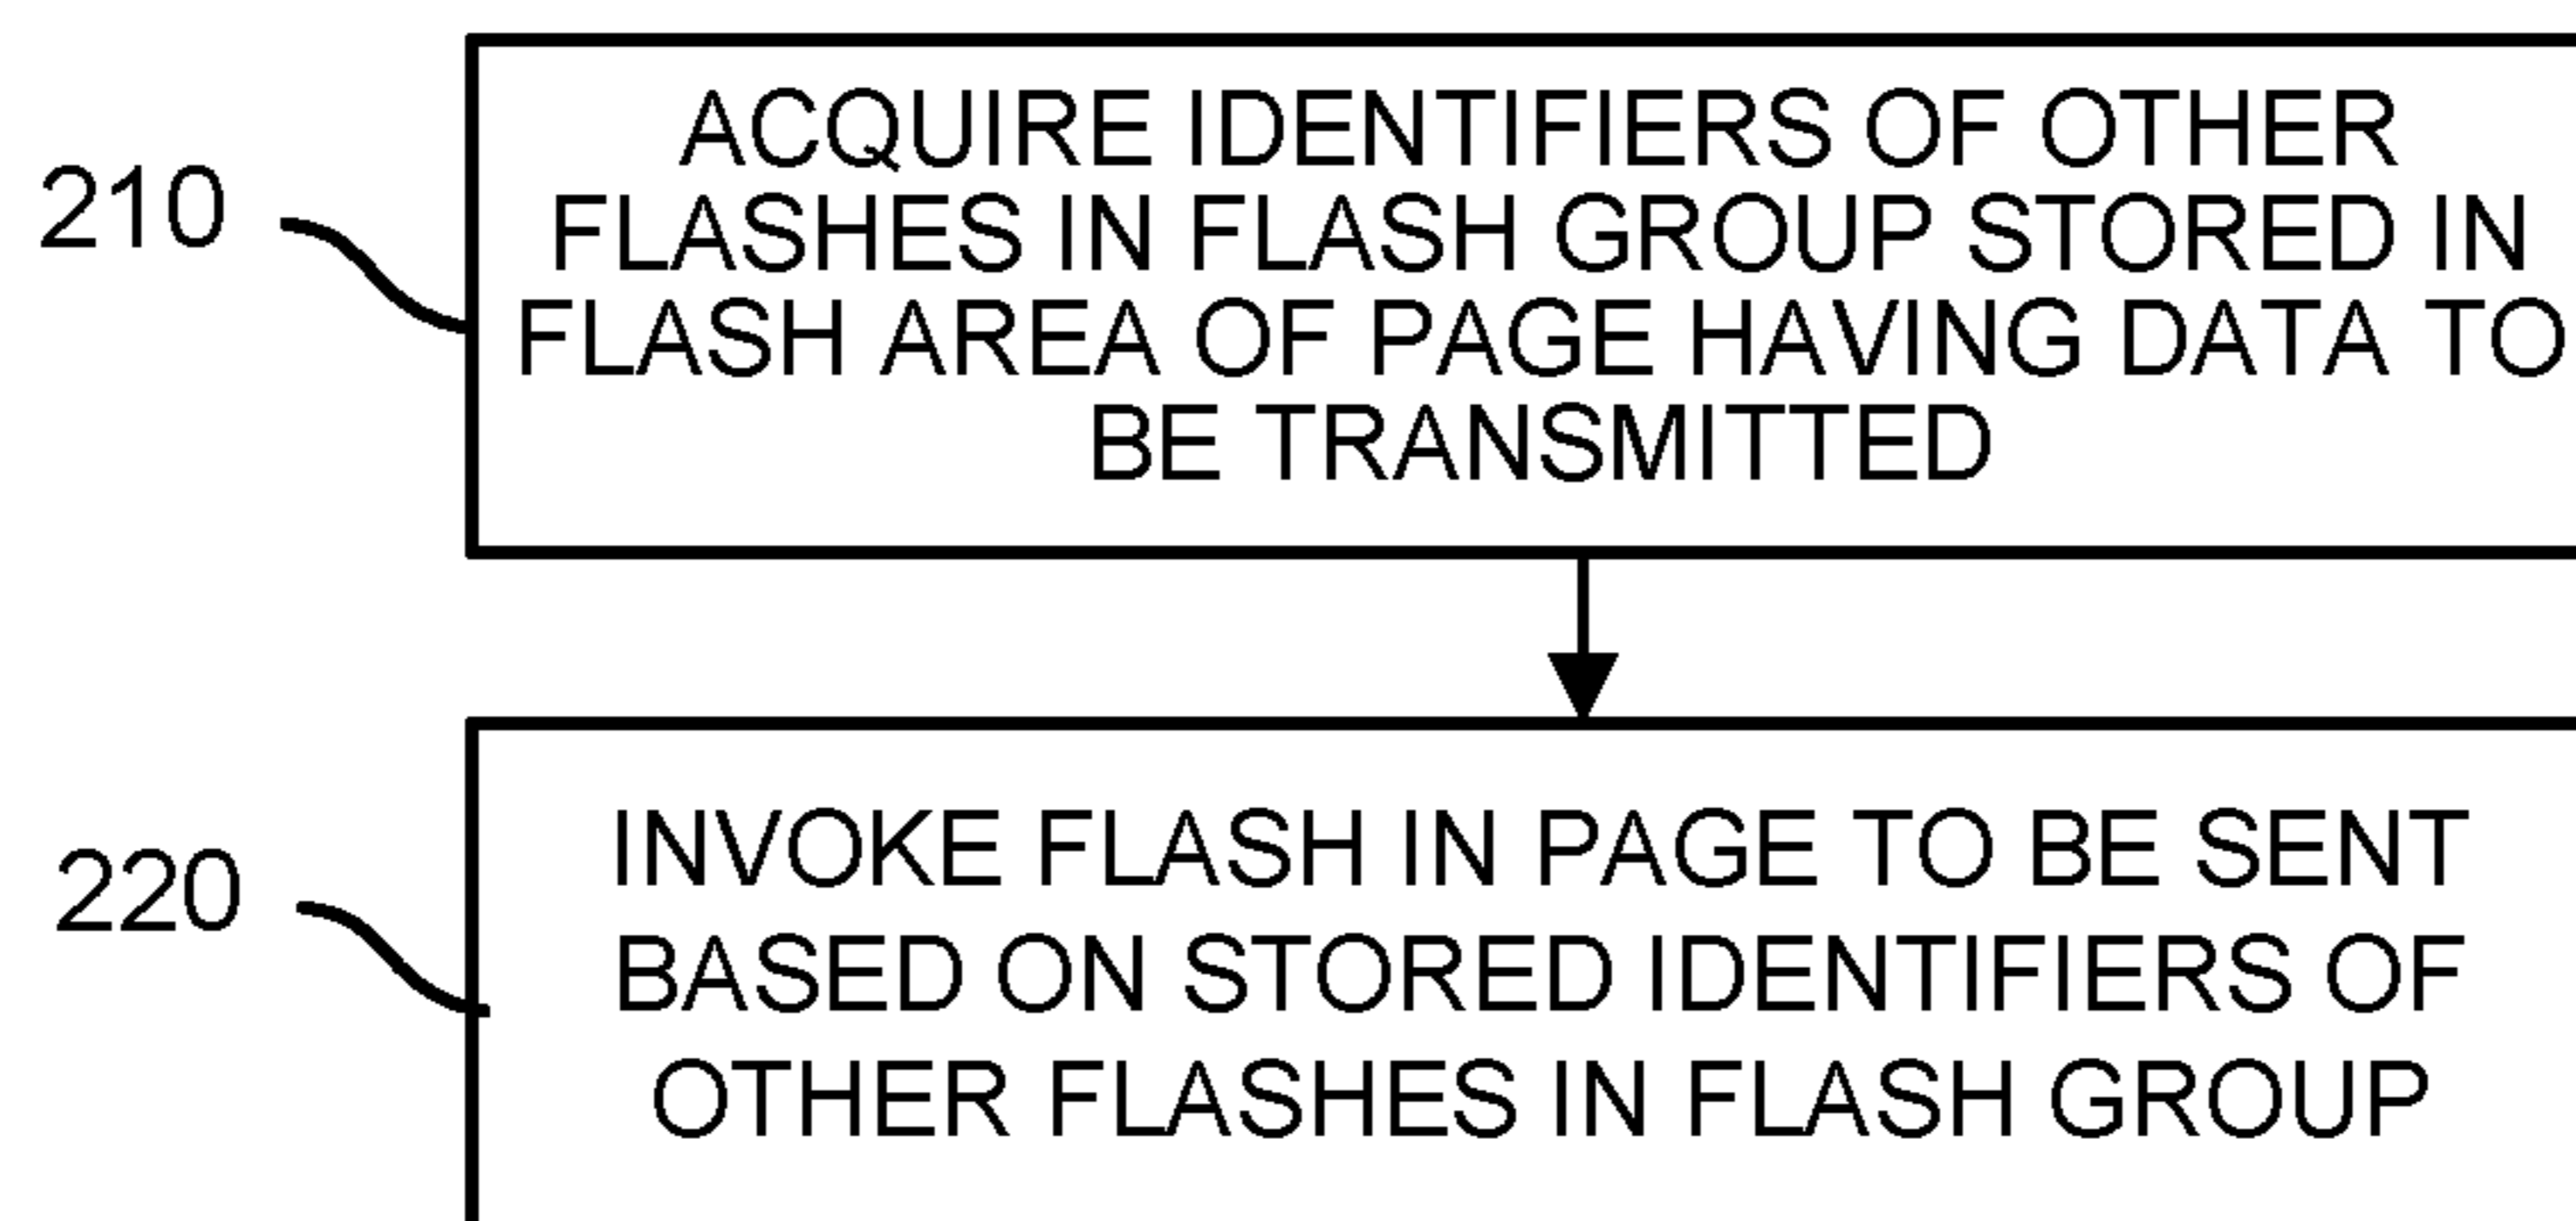 210
ACQUIRE IDENTIFIERS OF OTHER
FLASHES IN FLASH GROUP STORED IN
FLASH AREA OF PAGE HAVING DATA TO
BE TRANSMITTED
220
INVOKE FLASH IN PAGE TO BE SENT
BASED ON STORED IDENTIFIERS OF
OTHER FLASHES IN FLASH GROUP